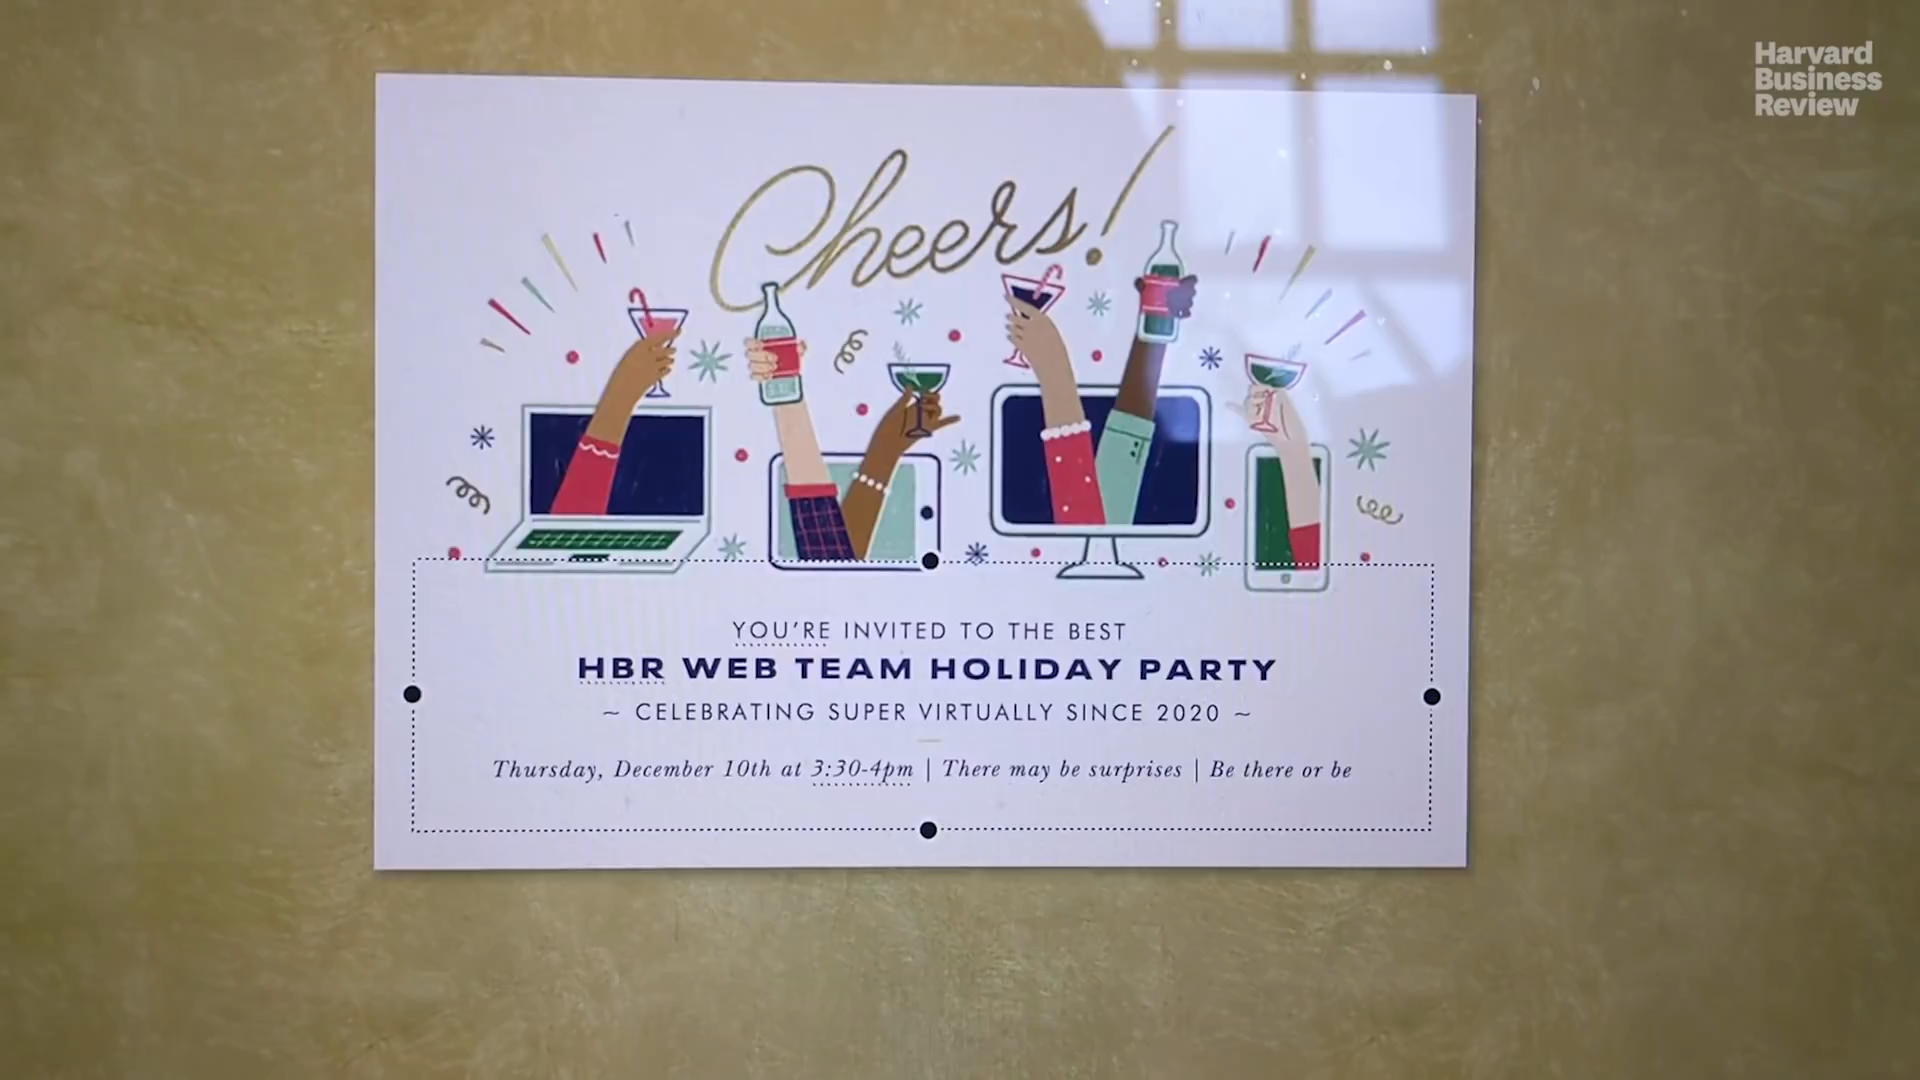 Harvard
Business
Review
Cheers!
YOU'RE INVITED TO THE BEST
HBR WEB TEAM HOLIDAY PARTY
~ CELEBRATING SUPER VIRTUALLY SINCE 2020 ~
Thursday, December 10th at 3:30-4pm | There may be surprises | Be there or be